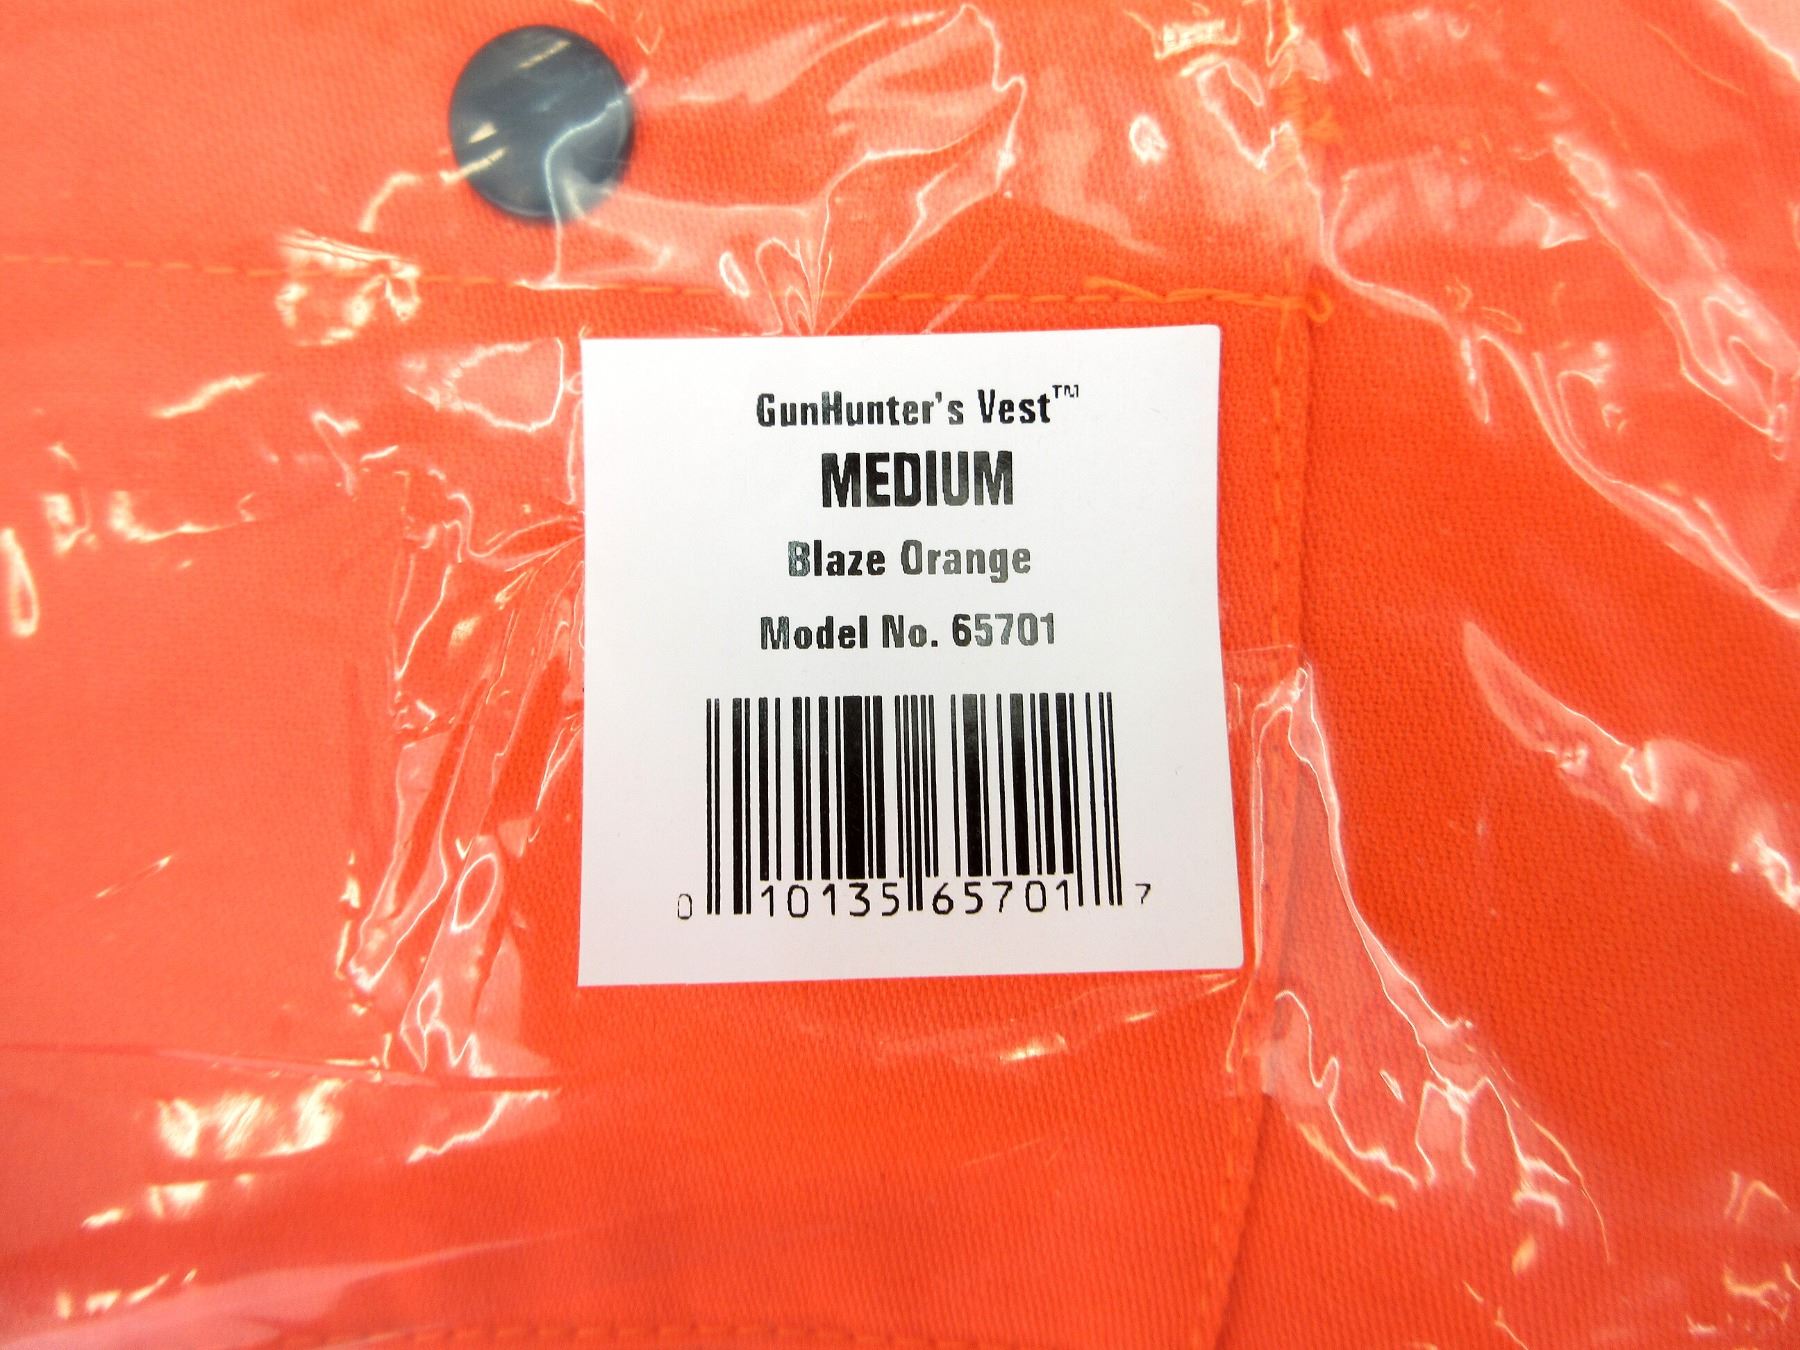 GunHunter's Vest™
MEDIUM
Blaze Orange
Model No. 65701
0 10135 65701 7